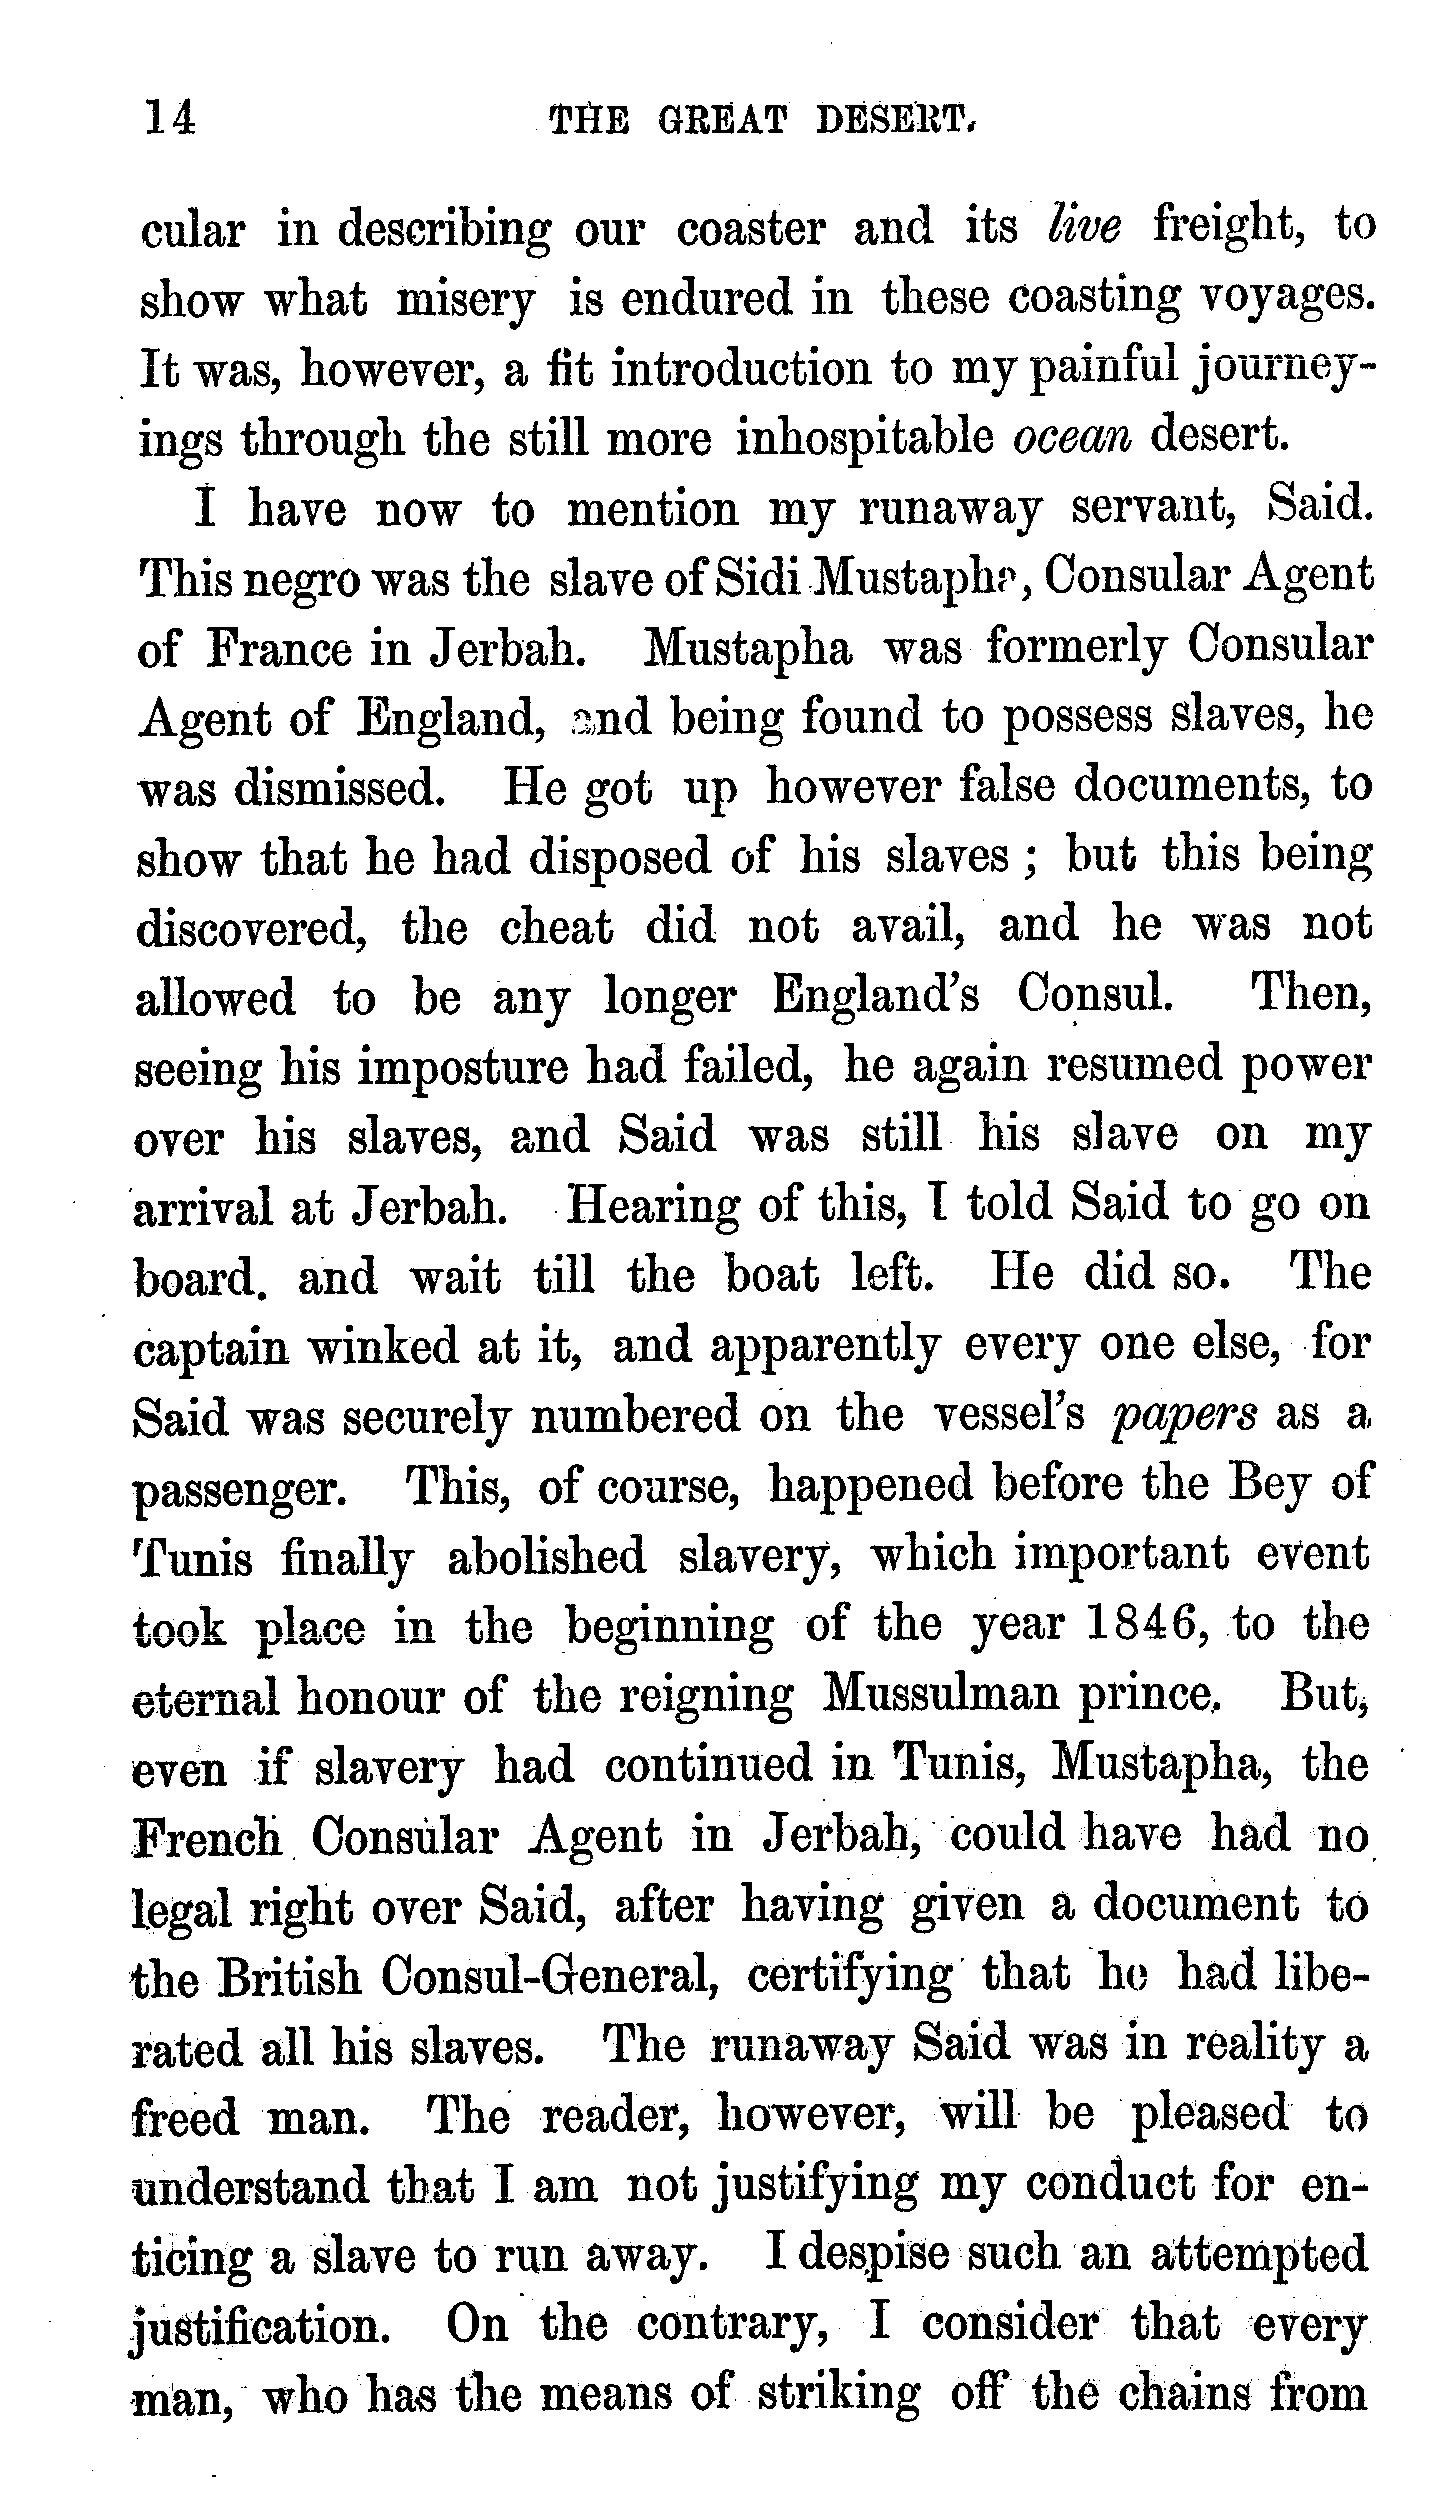 14 THE GREAT DESERT.
cular in describing our coaster and its live freight, to
show what misery is endured in these coasting voyages.
It was, however, a fit introduction to my painful journey-
ings through the still more inhospitable ocean desert.
I have now to mention my runaway servant, Said.
This negro was the slave of Sidi Mustapha, Consular Agent
of France in Jerbah. Mustapha was formerly Consular
Agent of England, and being found to possess slaves, he
was dismissed. He got up however false documents, to
show that he had disposed of his slaves ; but this being
discovered, the cheat did not avail, and he was not
allowed to be any longer England's Consul. Then,
seeing his imposture had failed, he again resumed power
over his slaves, and Said was still his slave on my
arrival at Jerbah. Hearing of this, I told Said to go on
board. and wait till the boat left. He did so. The
captain winked at it, and apparently every one else, for
Said was securely numbered on the vessel's papers as a
passenger. This, of course, happened before the Bey of
Tunis finally abolished slavery, which important event
took place in the beginning of the year 1846, to the
eternal honour of the reigning Mussulman prince. But,
even if slavery had continued in Tunis, Mustapha, the
French Consular Agent in Jerbah, could have had no
legal right over Said, after having given a document to
the British Consul-General, certifying that he had libe-
rated all his slaves. The runaway Said was in reality a
freed man. The reader, however, will be pleased to
understand that I am not justifying my conduct for en-
ticing a slave to run away. I despise such an attempted
justification. On the contrary, I consider that every
man, who has the means of striking off the chains from